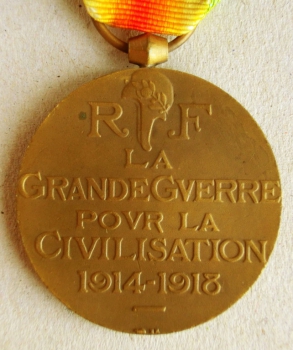 R F
LA
GRANDE GVERRE
POVR LA
CIVILISATION
1914-1918